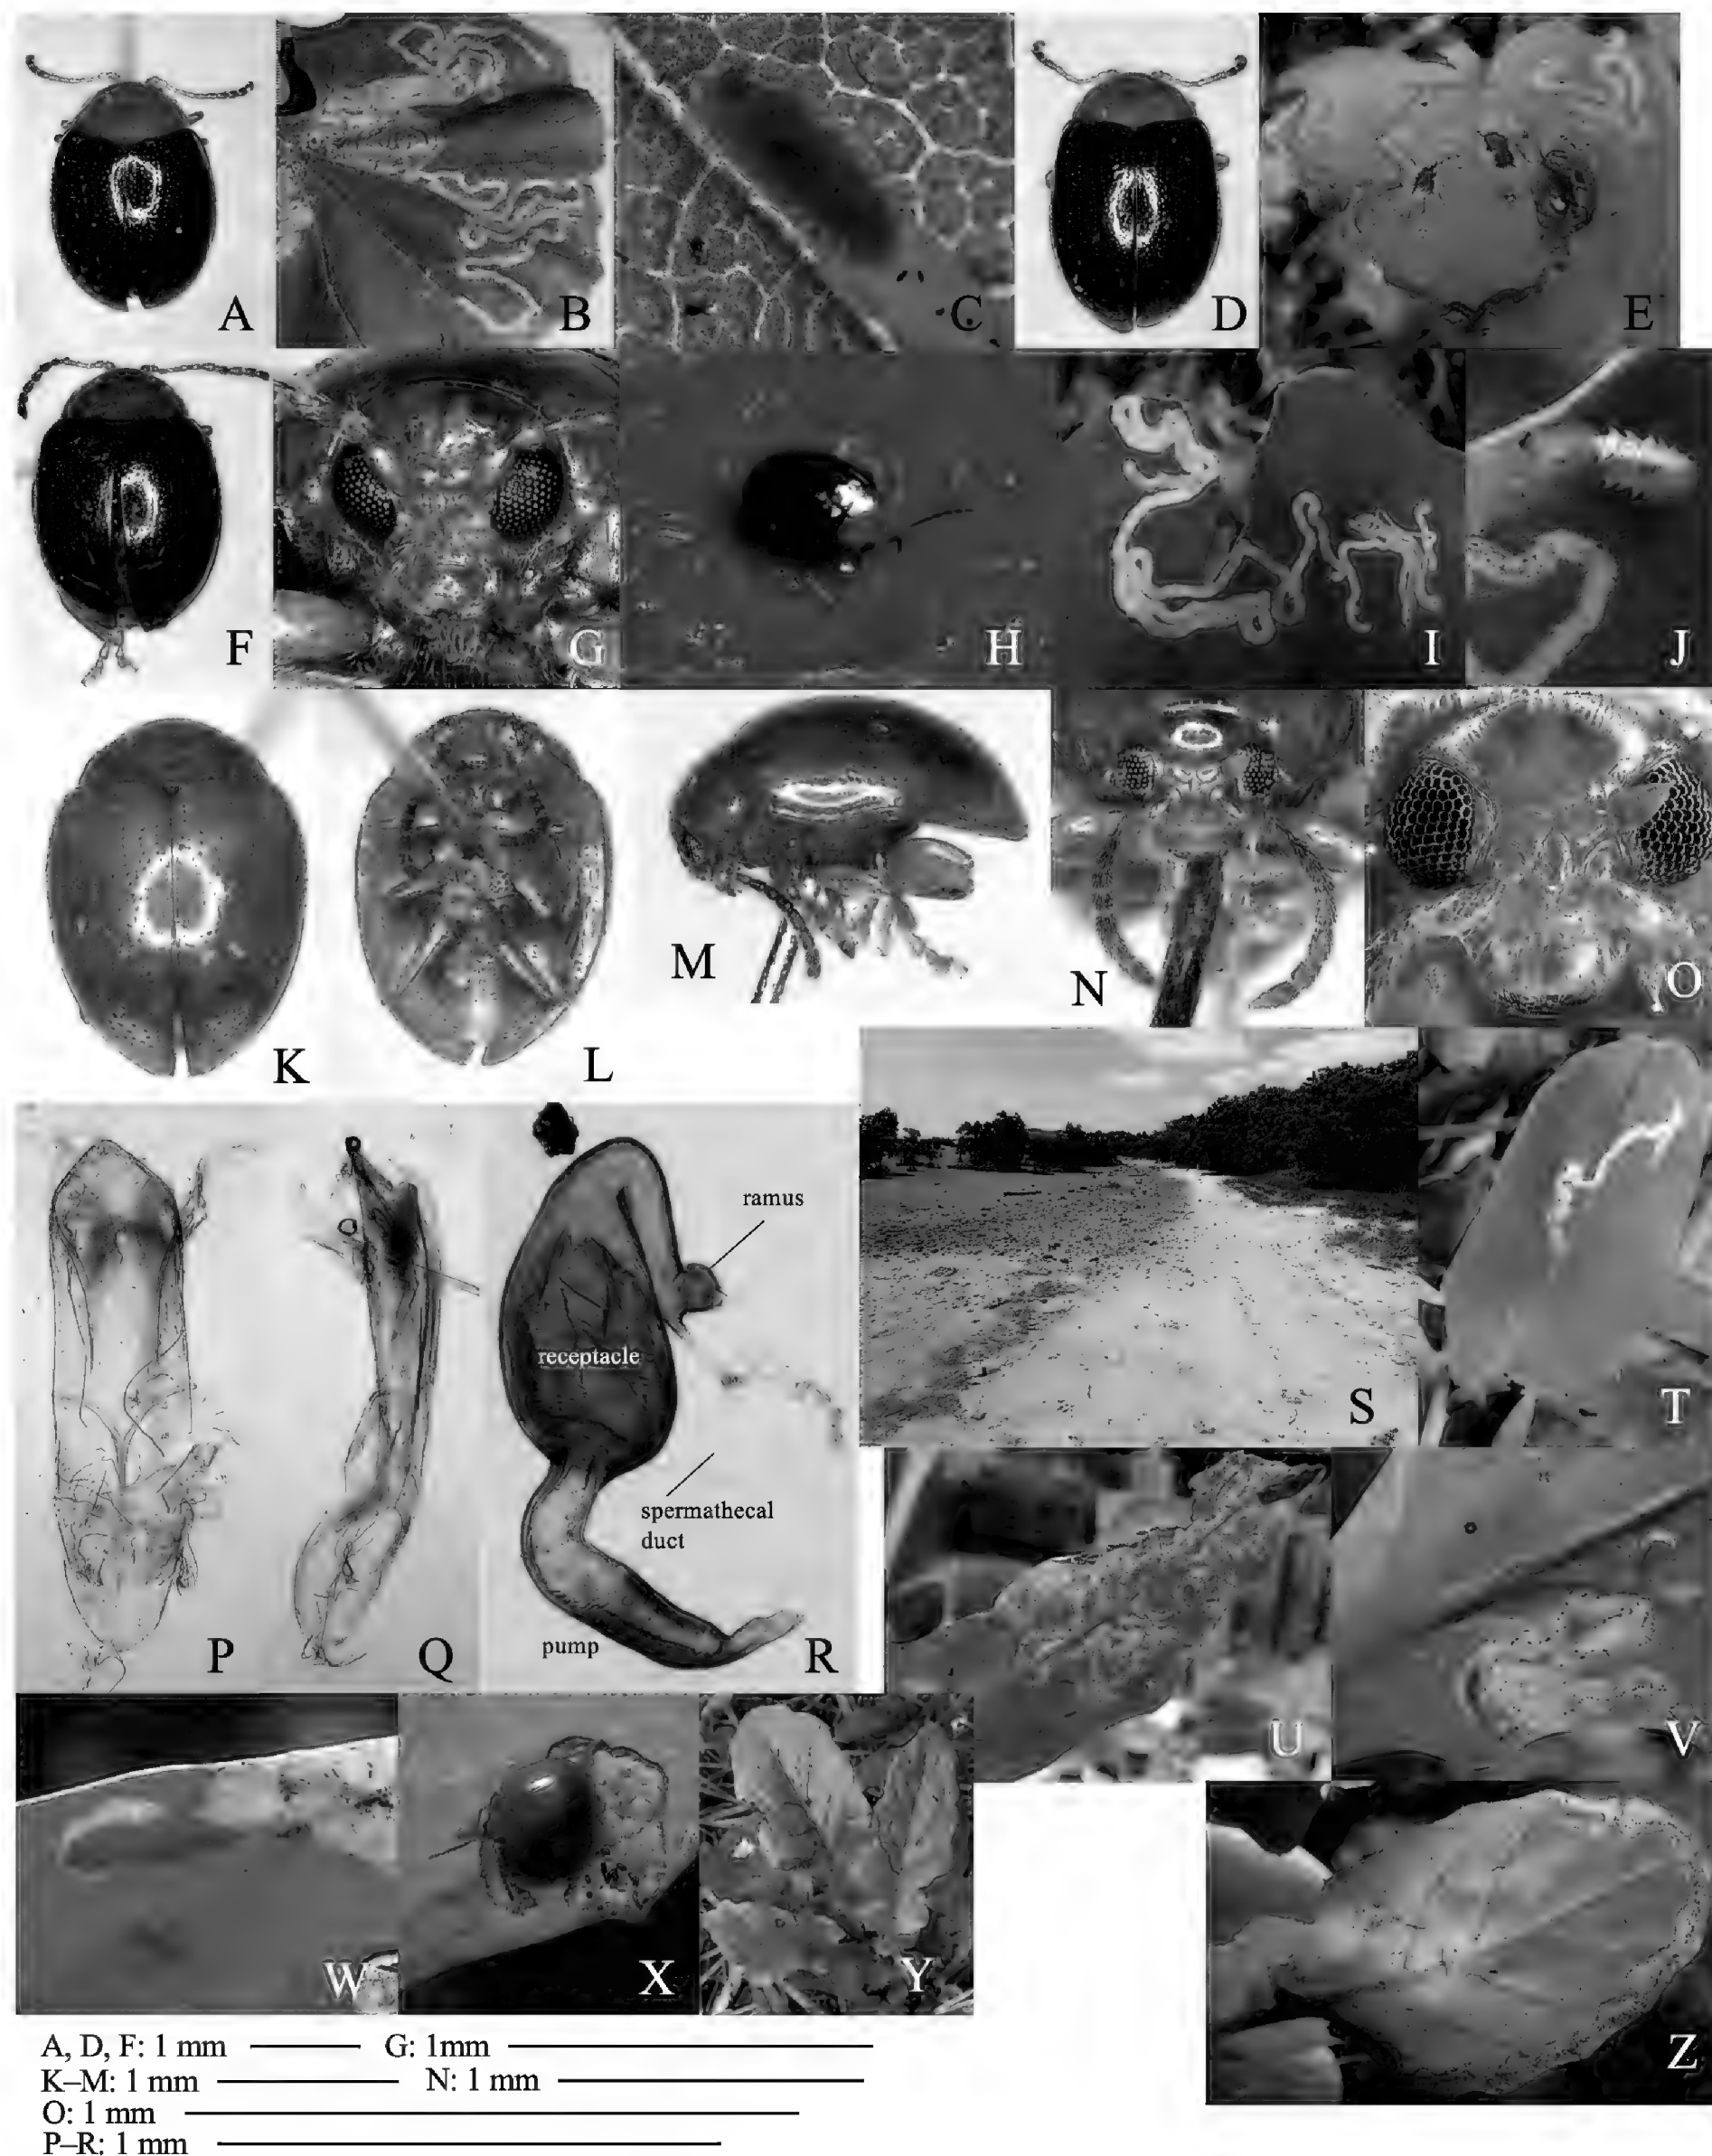 A
B
C
D
E
F
G
H
I
J
K
L
M
N
O
ramus
receptacle
spermathecal
duct
pump
P
Q
R
S
T
U
V
W
X
Y
Z
A, D, F: 1 mm G: 1mm
K–M: 1 mm N: 1 mm
O: 1 mm
P–R: 1 mm